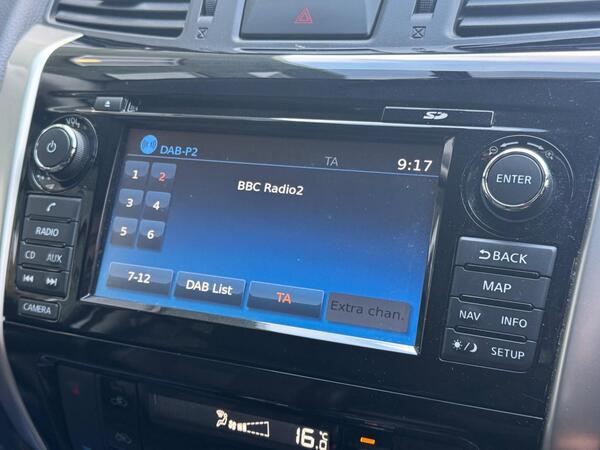 SD
VOL
DAB-P2
TA
9:17
BBC Radio2
1 2
3 4
5 6
7-12
DAB List
TA
Extra chan.
RADIO
CD AUX
CAMERA
ENTER
BACK
MAP
NAV INFO
SETUP
16.0°C